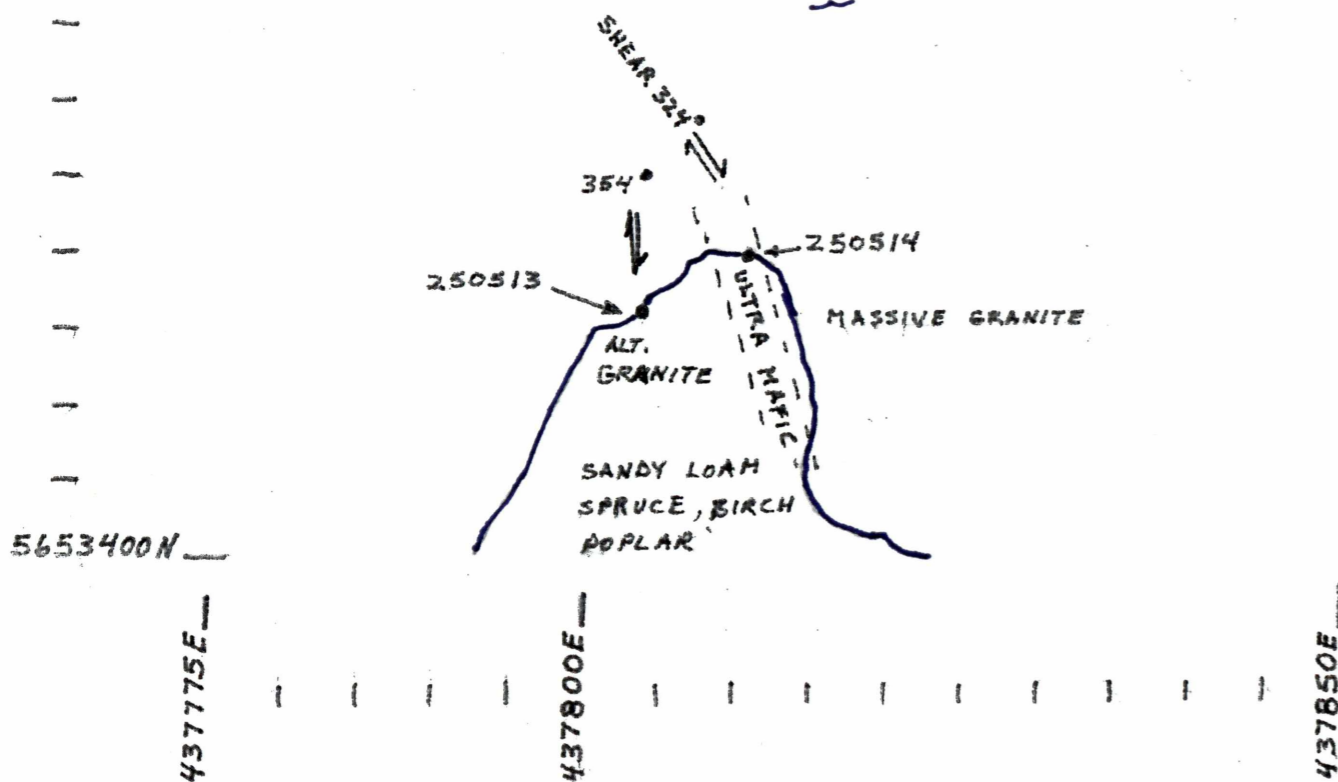 SHEAR 324°
354°
250514
250513
MASSIVE GRANITE
ULTRA MAFIC
ALT.
GRANITE
SANDY LOAM
SPRUCE, BIRCH
POPLAR
5653400N
437775E
437800E
437850E